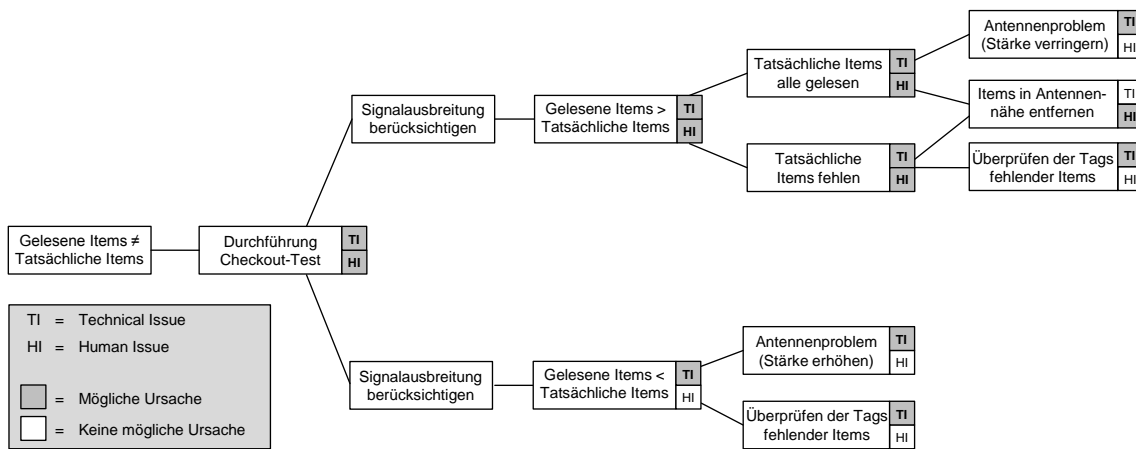 Gelesene Items ≠
Tatsächliche Items
Durchführung
Checkout-Test
TI
HI
Signalausbreitung
berücksichtigen
Gelesene Items >
Tatsächliche Items
TI
HI
Tatsächliche Items
alle gelesen
TI
HI
Antennenproblem
(Stärke verringern)
TI
HI
Items in Antennen-
nähe entfernen
TI
HI
Tatsächliche
Items fehlen
TI
HI
Überprüfen der Tags
fehlender Items
TI
HI
Signalausbreitung
berücksichtigen
Gelesene Items <
Tatsächliche Items
TI
HI
Antennenproblem
(Stärke erhöhen)
TI
HI
Überprüfen der Tags
fehlender Items
TI
HI
TI = Technical Issue
HI = Human Issue
= Mögliche Ursache
= Keine mögliche Ursache